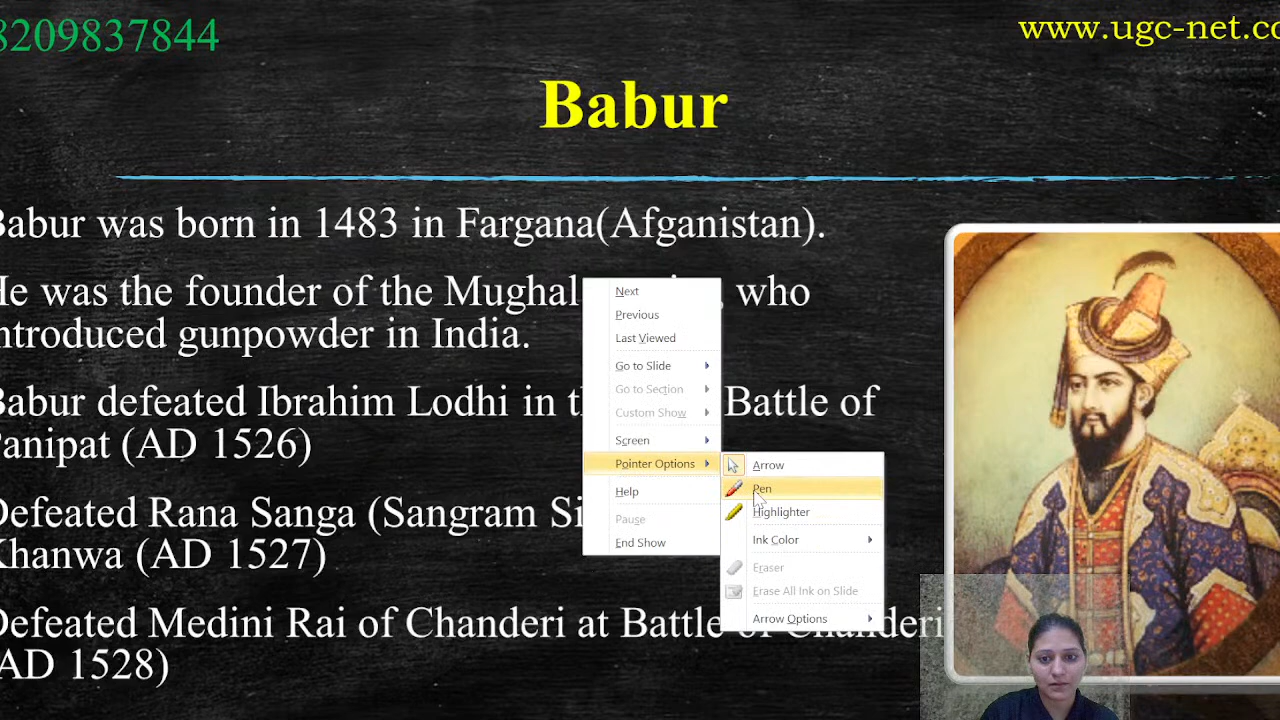 8209837844
www.ugc-net.co
Babur
Babur was born in 1483 in Fargana(Afganistan).
He was the founder of the Mughal who
introduced gunpowder in India.
Babur defeated Ibrahim Lodhi in Battle of
Panipat (AD 1526)
Defeated Rana Sanga (Sangram
Khanwa (AD 1527)
Defeated Medini Rai of Chanderi at Battle of Chanderi
(AD 1528)
Next
Previous
Last Viewed
Go to Slide
Go to Section
Custom Show
Screen
Pointer Options
Help
Pause
End Show
Arrow
Pen
Highlighter
Ink Color
Eraser
Erase All Ink on Slide
Arrow Options